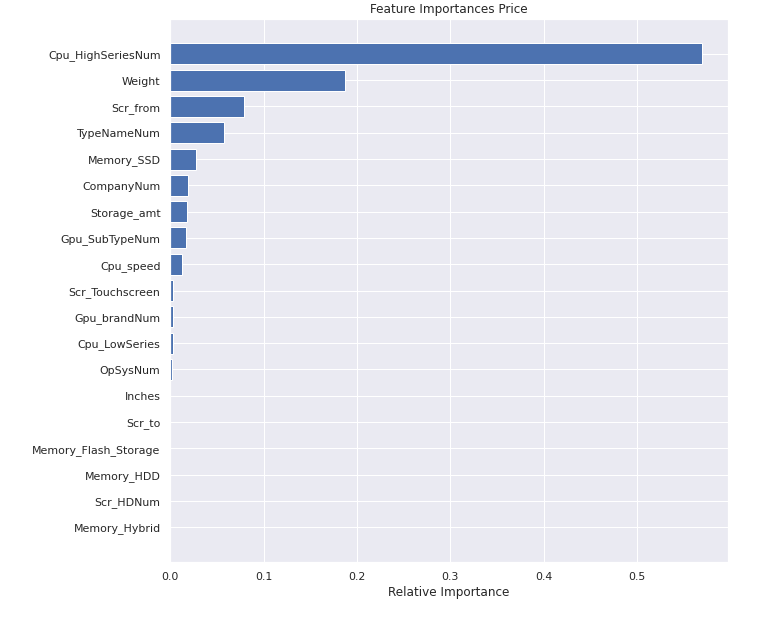 Feature Importances Price
Cpu_HighSeriesNum
Weight
Scr_from
TypeNameNum
Memory_SSD
CompanyNum
Storage_amt
Gpu_SubTypeNum
Cpu_speed
Scr_Touchscreen
Gpu_brandNum
Cpu_LowSeries
OpSysNum
Inches
Scr_to
Memory_Flash_Storage
Memory_HDD
Scr_HDNum
Memory_Hybrid
0.0 0.1 0.2 0.3 0.4 0.5
Relative Importance